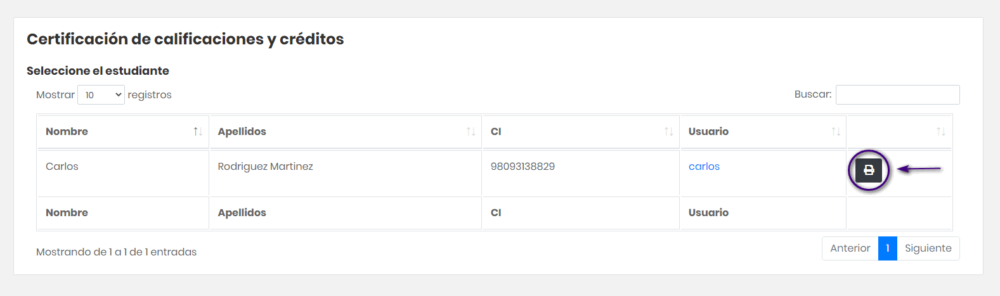 Certificación de calificaciones y créditos
Seleccione el estudiante
Mostrar 10 registros
Buscar:
Nombre Apellidos CI Usuario
Carlos Rodriguez Martinez 98093138829 carlos
Nombre Apellidos CI Usuario
Mostrando de 1 a 1 de 1 entradas
Anterior 1 Siguiente